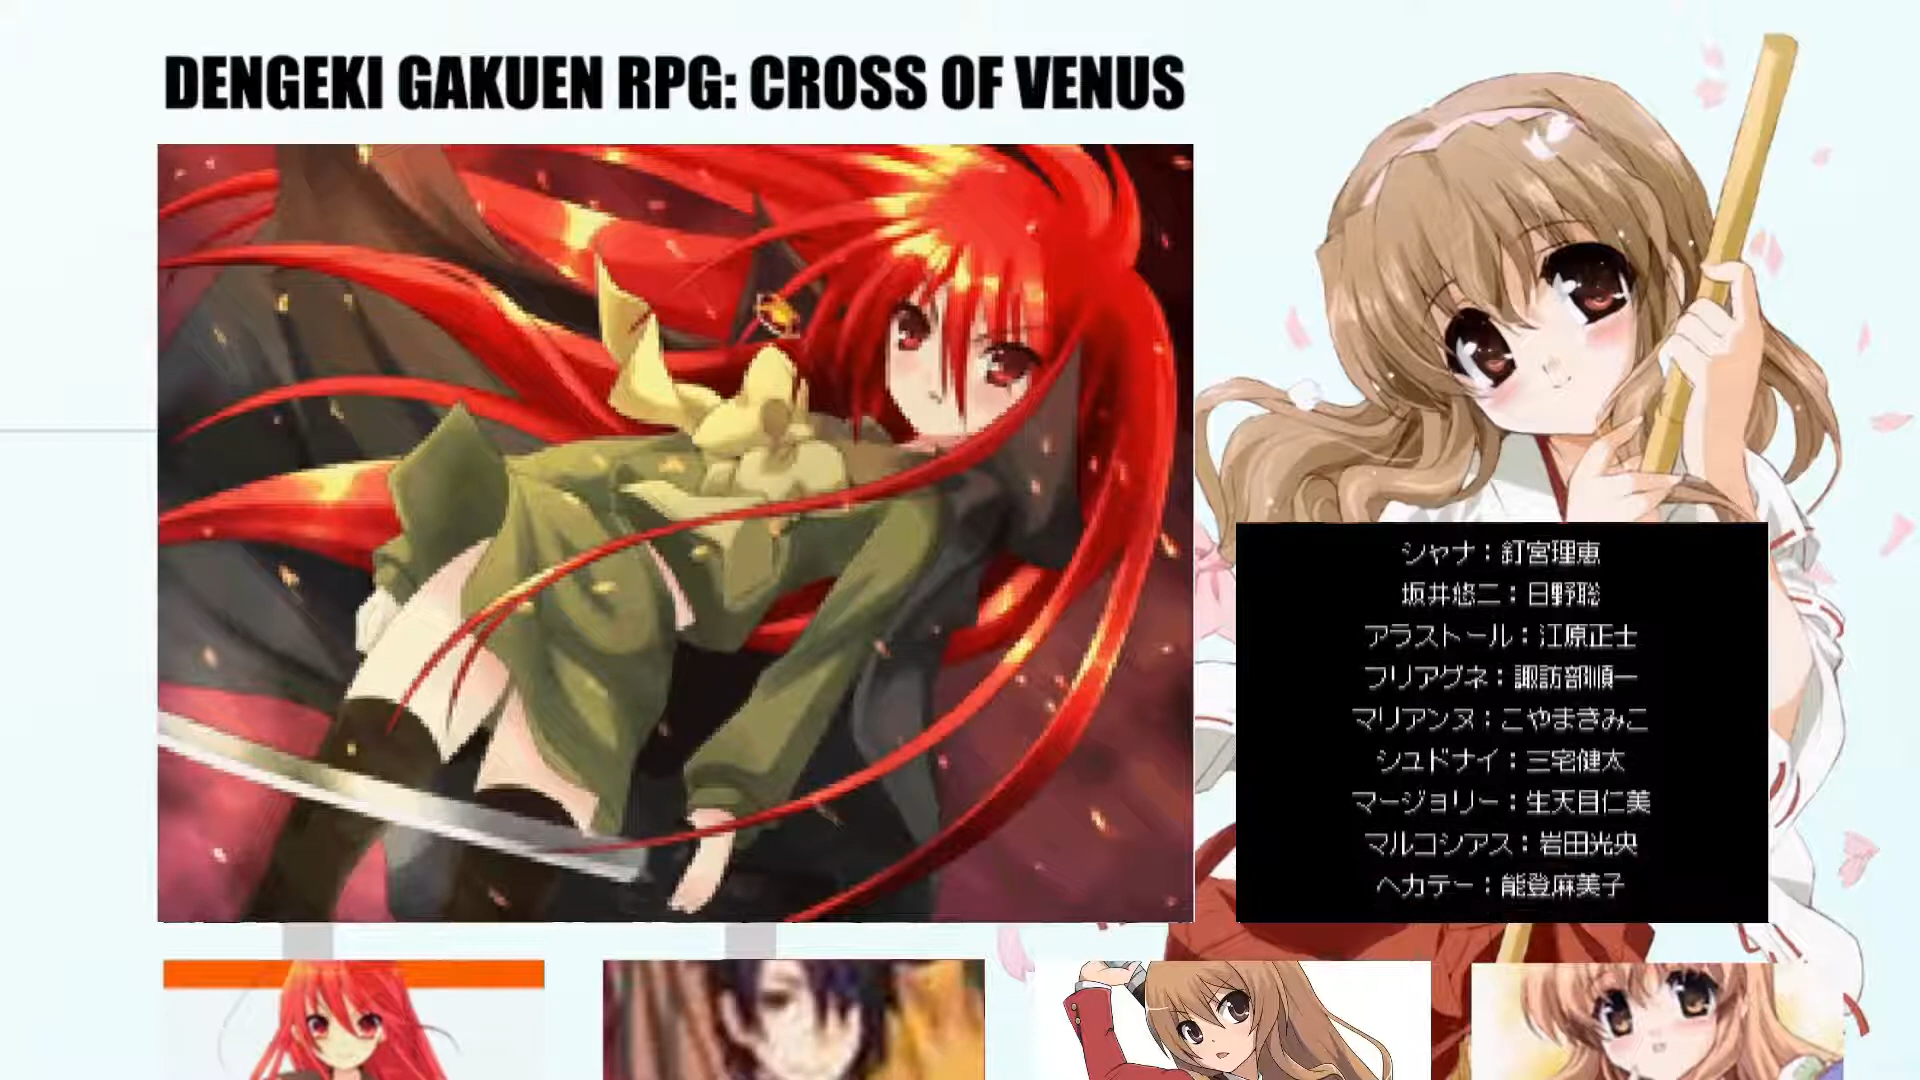 DENGEKI GAKUEN RPG: CROSS OF VENUS
シャナ：釘宮理恵
坂井悠二：日野聡
アラストール：江原正士
フリアグネ：諏訪部順一
マリアンヌ：こやまきみこ
シュドナイ：三宅健太
マージョリー：生天目仁美
マルコシアス：岩田光央
ヘカテー：能登麻美子